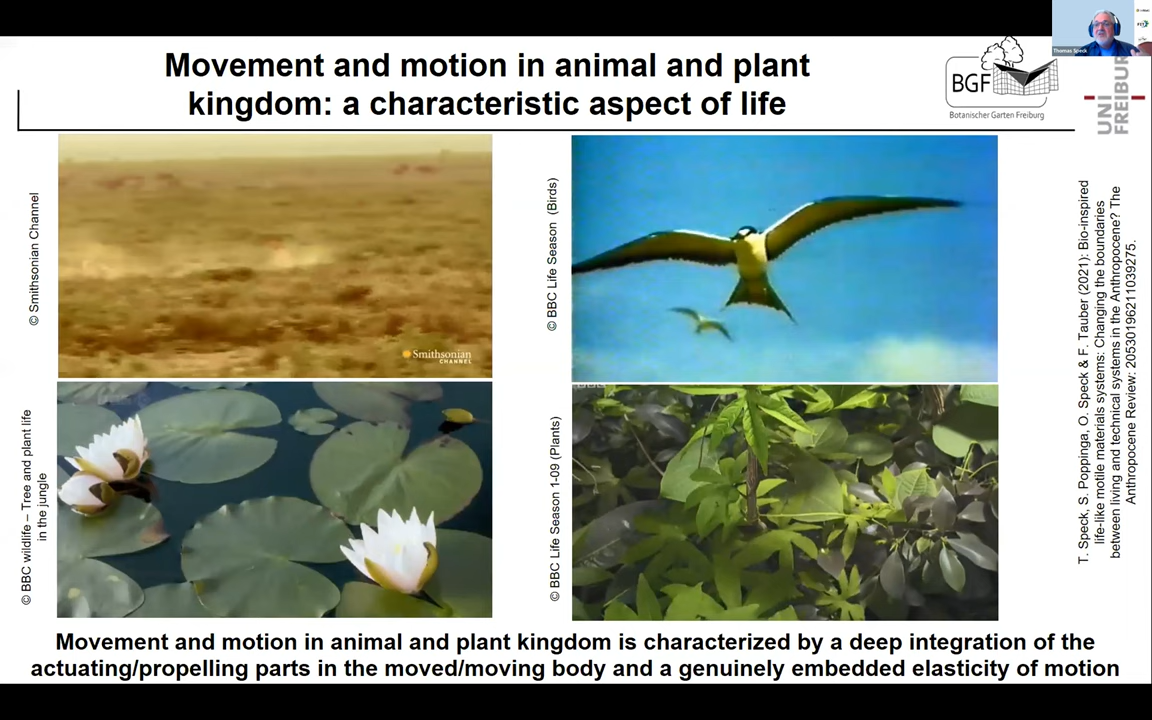 Movement and motion in animal and plant
kingdom: a characteristic aspect of life
BGF
Botanischer Garten Freiburg
Thomas Speck
UNI
FREIBURG
© Smithsonian Channel
Smithsonian
CHANNEL
© BBC Life Season (Birds)
© BBC wildlife – Tree and plant life
in the jungle
© BBC Life Season 1-09 (Plants)
T. Speck, S. Poppinga, O. Speck & F. Tauber (2021): Bio-inspired
life-like motile materials systems: Changing the boundaries
between living and technical systems in the Anthropocene? The
Anthropocene Review: 20530196211039275.
Movement and motion in animal and plant kingdom is characterized by a deep integration of the
actuating/propelling parts in the moved/moving body and a genuinely embedded elasticity of motion